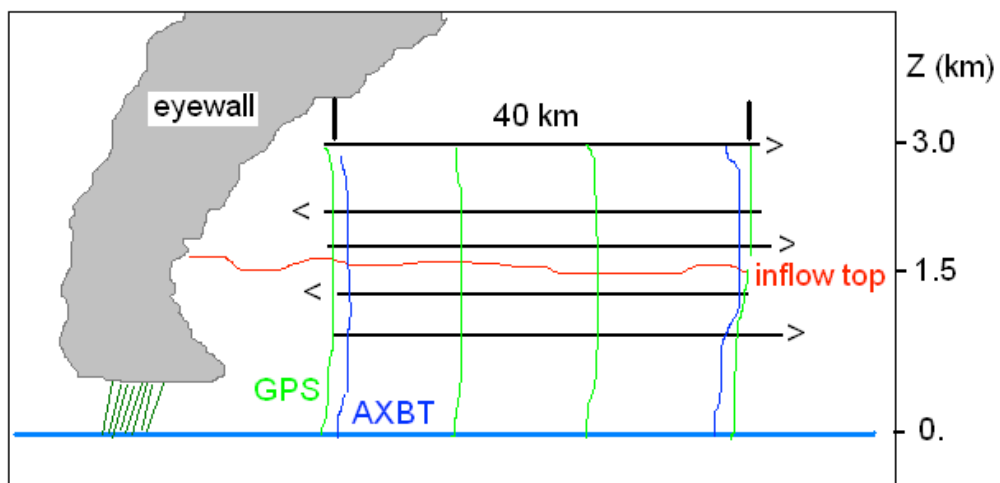 Z (km)
eyewall
40 km
3.0
>
<
>
inflow top
1.5
<
>
GPS
AXBT
0.